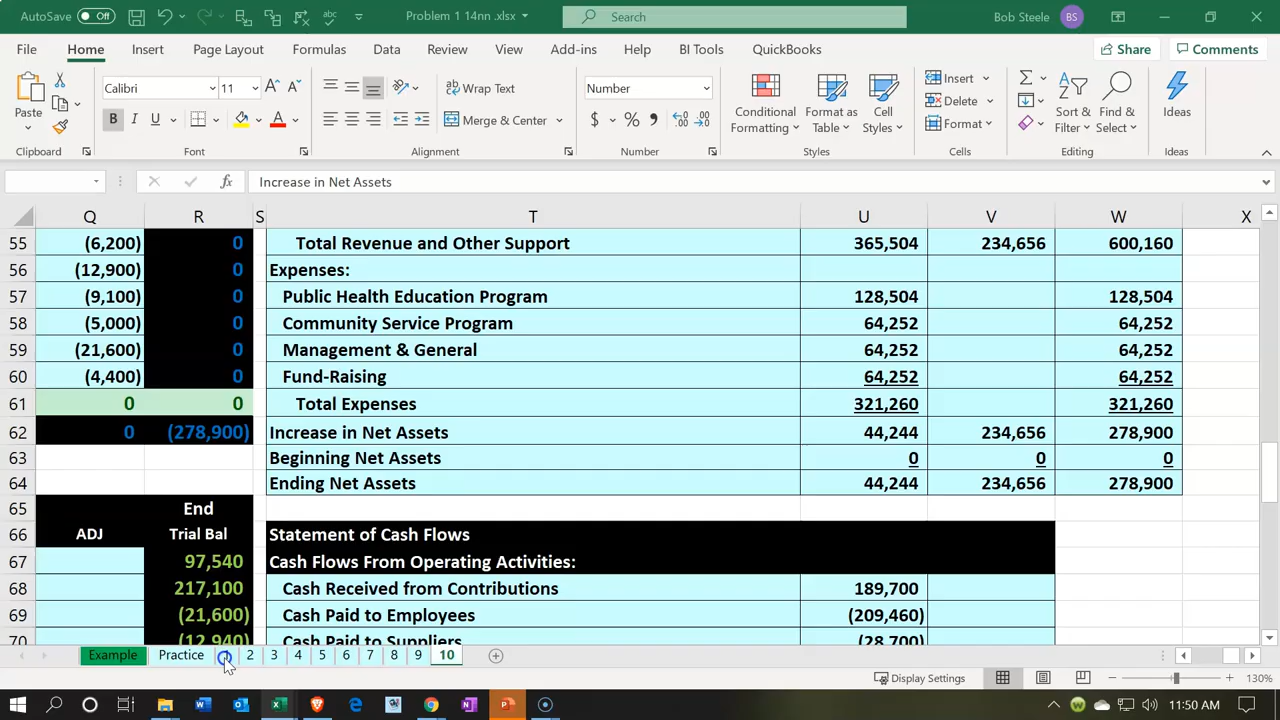 AutoSave Off Problem 1 14nn .xlsx Search Bob Steele BS
File Home Insert Page Layout Formulas Data Review View Add-ins Help BI Tools QuickBooks Share Comments
Paste Calibri 11 A A Wrap Text Number Conditional Formatting Format as Table Cell Styles Insert Sort & Filter Find & Select Ideas
B I U A Merge & Center $ % Delete
Format
Clipboard Font Alignment Number Styles Cells Editing Ideas
fx Increase in Net Assets
Q R S T U V W X
55 (6,200) 0 Total Revenue and Other Support 365,504 234,656 600,160
56 (12,900) 0 Expenses:
57 (9,100) 0 Public Health Education Program 128,504 128,504
58 (5,000) 0 Community Service Program 64,252 64,252
59 (21,600) 0 Management & General 64,252 64,252
60 (4,400) 0 Fund-Raising 64,252 64,252
61 0 0 Total Expenses 321,260 321,260
62 0 (278,900) Increase in Net Assets 44,244 234,656 278,900
63 Beginning Net Assets 0 0 0
64 Ending Net Assets 44,244 234,656 278,900
65 End
66 ADJ Trial Bal Statement of Cash Flows
67 97,540 Cash Flows From Operating Activities:
68 217,100 Cash Received from Contributions 189,700
69 (21,600) Cash Paid to Employees (209,460)
70 (12,940) Cash Paid to Suppliers (28,700)
Example Practice 1 2 3 4 5 6 7 8 9 10
Display Settings 130%
11:50 AM